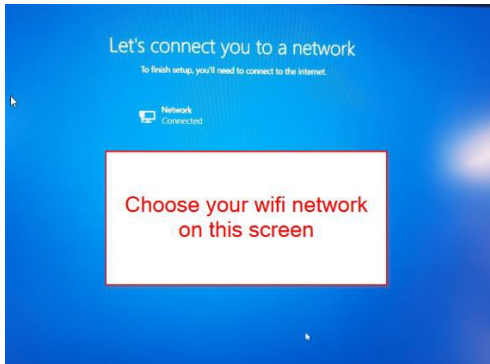 Let's connect you to a network
To finish setup, you'll need to connect to the internet.
Network
Connected
Choose your wifi network
on this screen